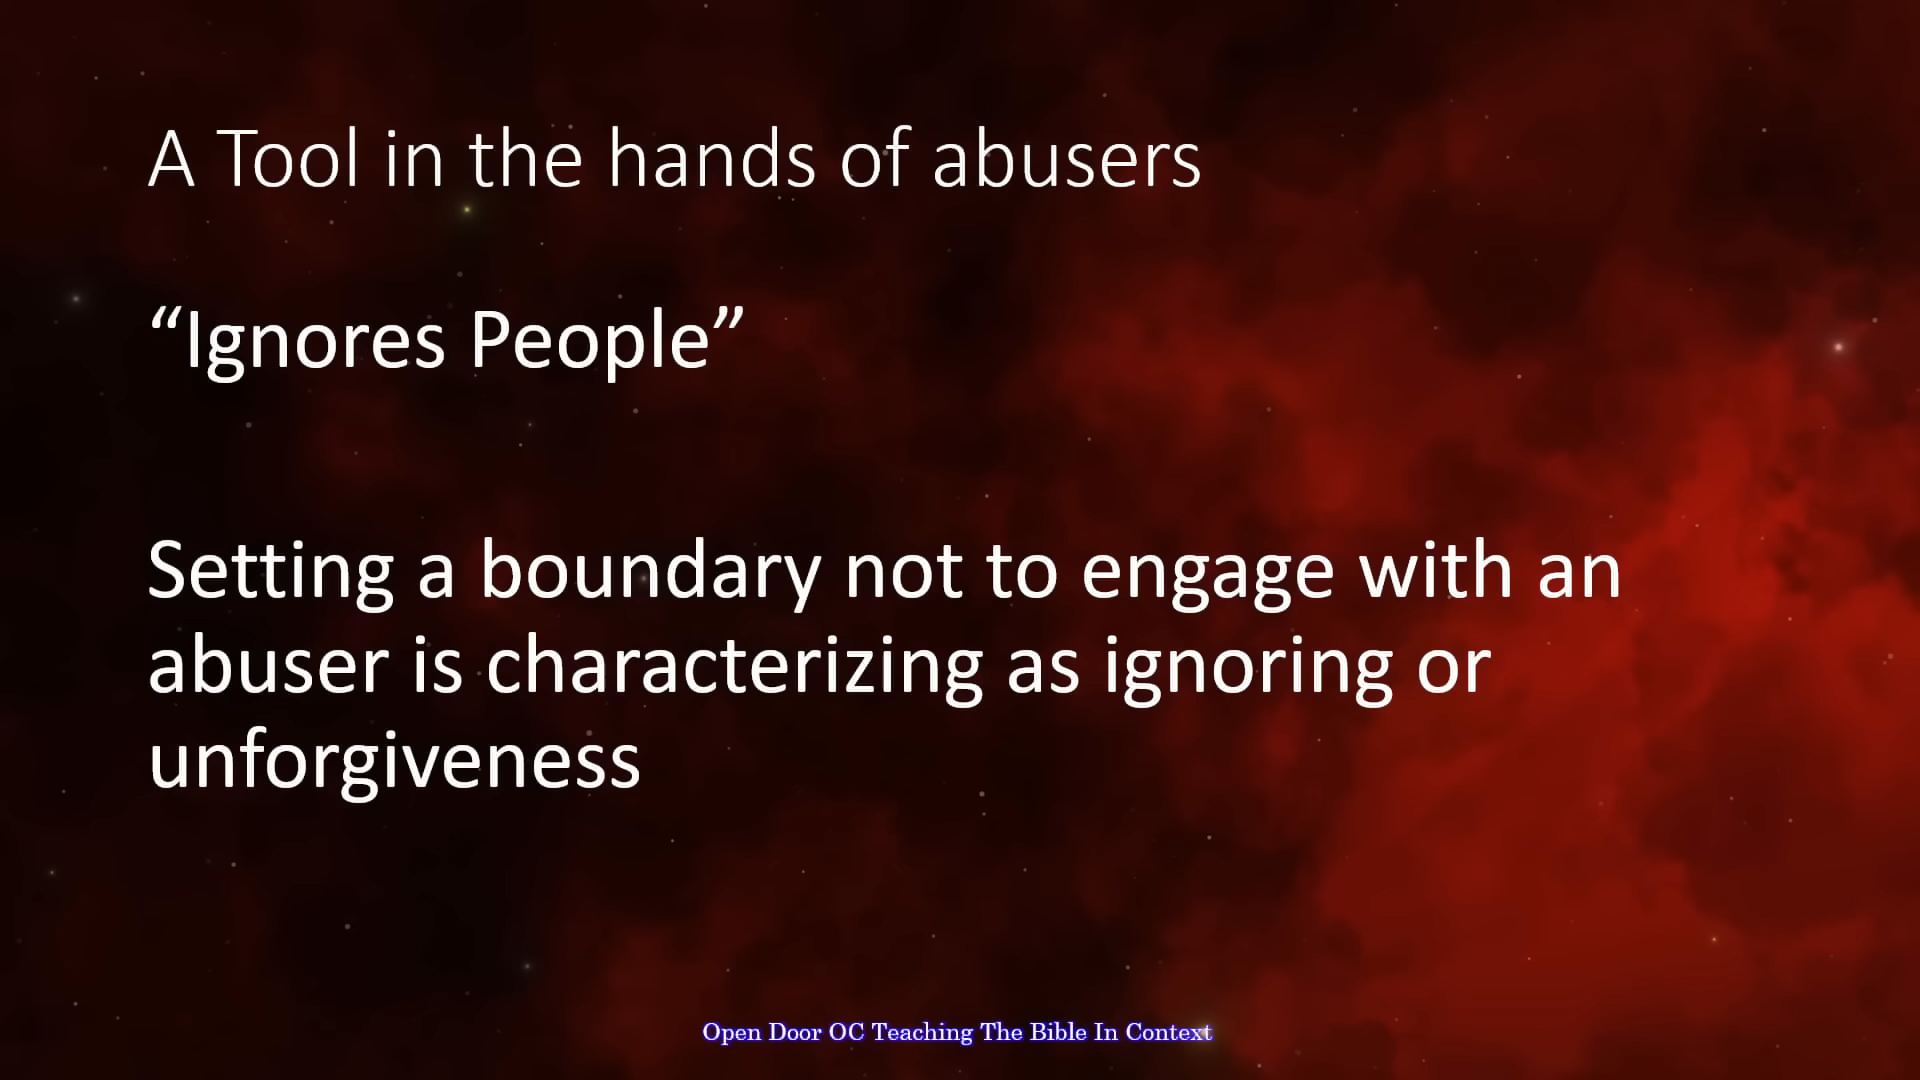 A Tool in the hands of abusers
“Ignores People”
Setting a boundary not to engage with an
abuser is characterizing as ignoring or
unforgiveness
Open Door OC Teaching The Bible In Context